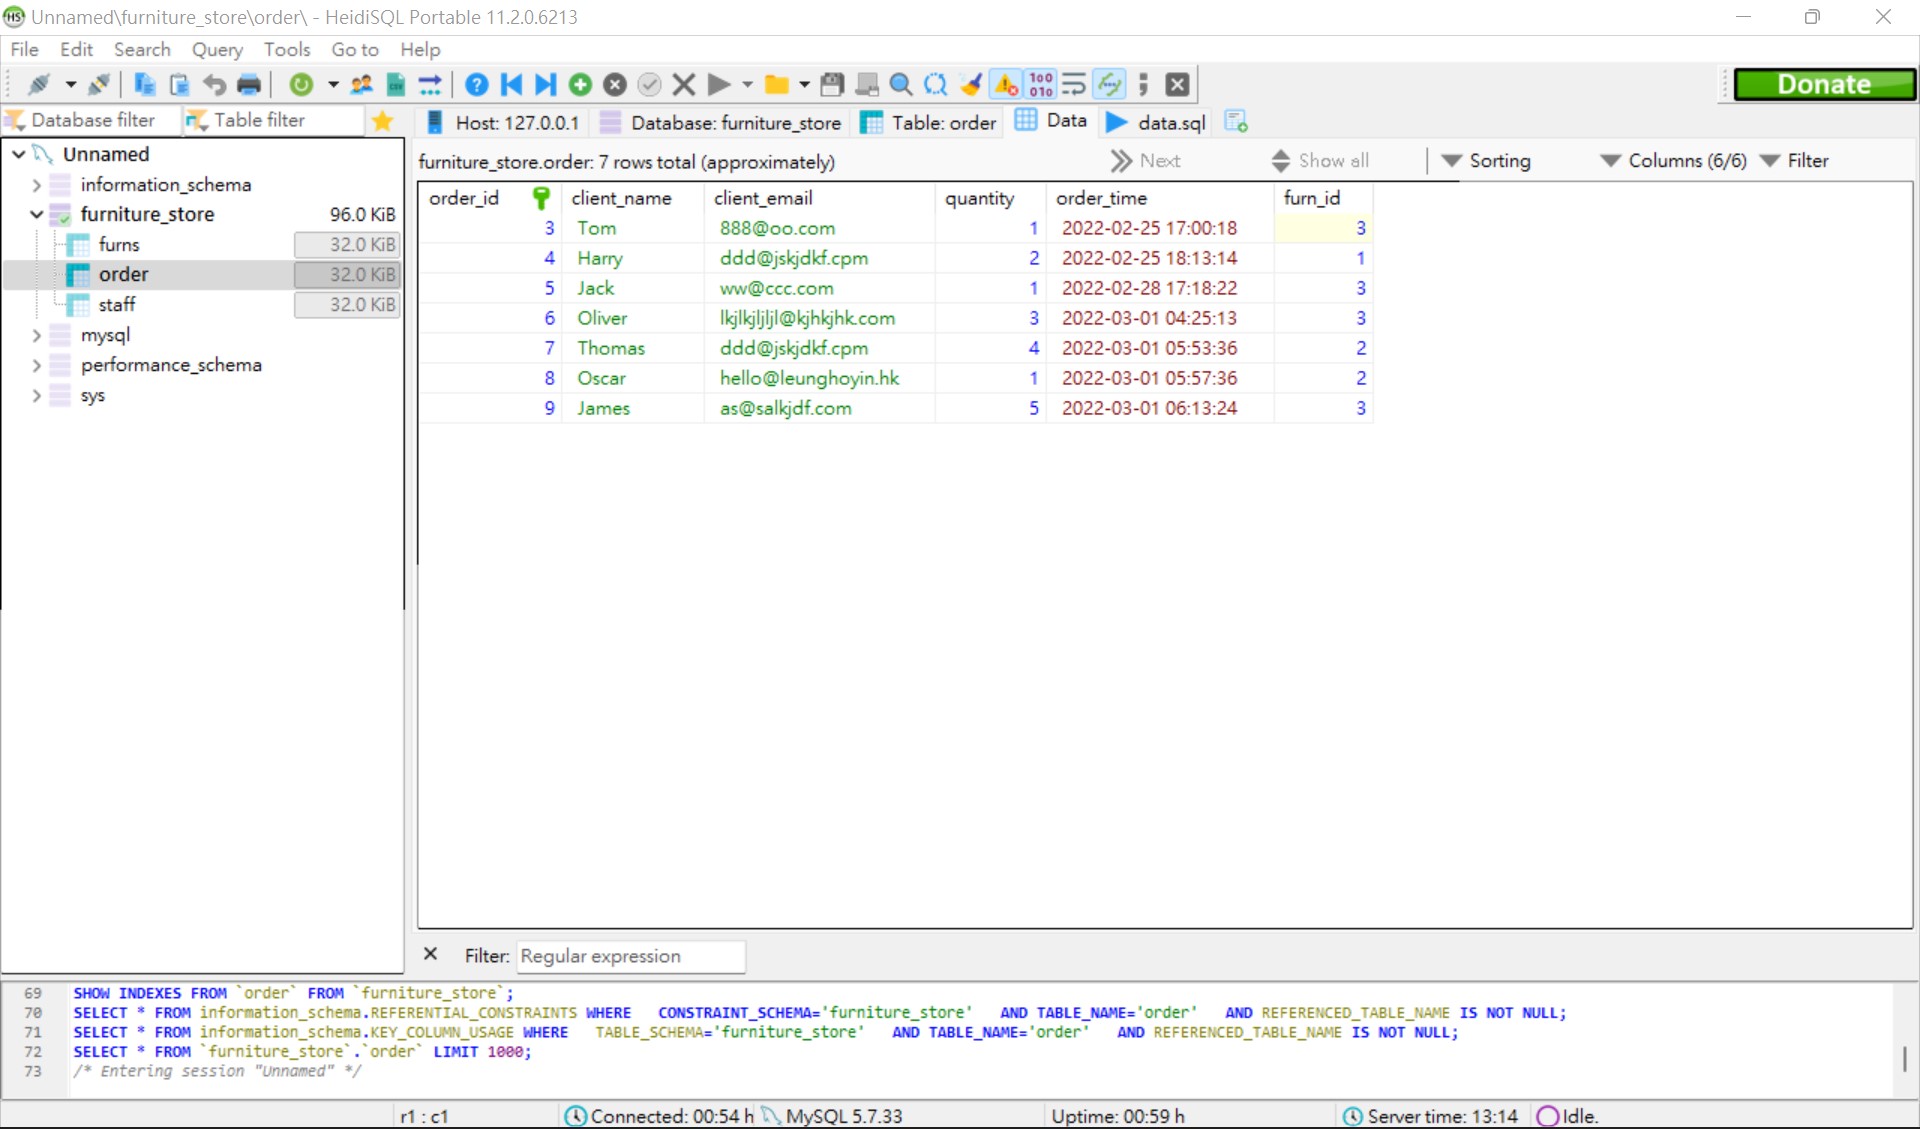 Unnamed\furniture_store\order\ - HeidiSQL Portable 11.2.0.6213
File Edit Search Query Tools Go to Help
Donate
Database filter Table filter Host: 127.0.0.1 Database: furniture_store Table: order Data data.sql
Unnamed
information_schema
furniture_store 96.0 KiB
furns 32.0 KiB
order 32.0 KiB
staff 32.0 KiB
mysql
performance_schema
sys
furniture_store.order: 7 rows total (approximately) Next Show all Sorting Columns (6/6) Filter
order_id client_name client_email quantity order_time furn_id
3 Tom 888@oo.com 1 2022-02-25 17:00:18 3
4 Harry ddd@jskjdkf.cpm 2 2022-02-25 18:13:14 1
5 Jack ww@ccc.com 1 2022-02-28 17:18:22 3
6 Oliver lkjlkjljljl@kjhkjhk.com 3 2022-03-01 04:25:13 3
7 Thomas ddd@jskjdkf.cpm 4 2022-03-01 05:53:36 2
8 Oscar hello@leunghoyin.hk 1 2022-03-01 05:57:36 2
9 James as@salkjdf.com 5 2022-03-01 06:13:24 3
Filter: Regular expression
69 SHOW INDEXES FROM `order` FROM `furniture_store`;
70 SELECT * FROM information_schema.REFERENTIAL_CONSTRAINTS WHERE CONSTRAINT_SCHEMA='furniture_store' AND TABLE_NAME='order' AND REFERENCED_TABLE_NAME IS NOT NULL;
71 SELECT * FROM information_schema.KEY_COLUMN_USAGE WHERE TABLE_SCHEMA='furniture_store' AND TABLE_NAME='order' AND REFERENCED_TABLE_NAME IS NOT NULL;
72 SELECT * FROM `furniture_store`.`order` LIMIT 1000;
73 /* Entering session "Unnamed" */
r1 : c1 Connected: 00:54 h MySQL 5.7.33 Uptime: 00:59 h Server time: 13:14 Idle.